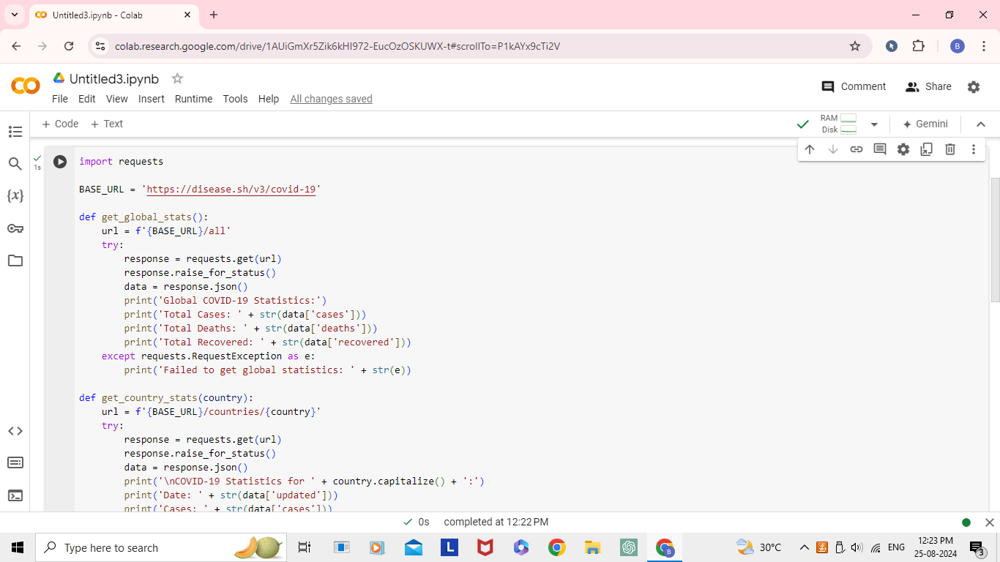 Untitled3.ipynb - Colab
colab.research.google.com/drive/1AUiGmXr5Zik6kHI972-EucOzOSKUWX-t#scrollTo=P1kAYx9cTi2V
B
Untitled3.ipynb
File Edit View Insert Runtime Tools Help All changes saved
Comment
Share
+ Code + Text
RAM
Disk
Gemini
1s
import requests
BASE_URL = 'https://disease.sh/v3/covid-19'
def get_global_stats():
    url = f'{BASE_URL}/all'
    try:
        response = requests.get(url)
        response.raise_for_status()
        data = response.json()
        print('Global COVID-19 Statistics:')
        print('Total Cases: ' + str(data['cases']))
        print('Total Deaths: ' + str(data['deaths']))
        print('Total Recovered: ' + str(data['recovered']))
    except requests.RequestException as e:
        print('Failed to get global statistics: ' + str(e))
def get_country_stats(country):
    url = f'{BASE_URL}/countries/{country}'
    try:
        response = requests.get(url)
        response.raise_for_status()
        data = response.json()
        print('\nCOVID-19 Statistics for ' + country.capitalize() + ':')
        print('Date: ' + str(data['updated']))
        print('Cases: ' + str(data['cases']))
{x}
0s completed at 12:22 PM
Type here to search
L
B
30°C
ENG
12:23 PM
25-08-2024
3